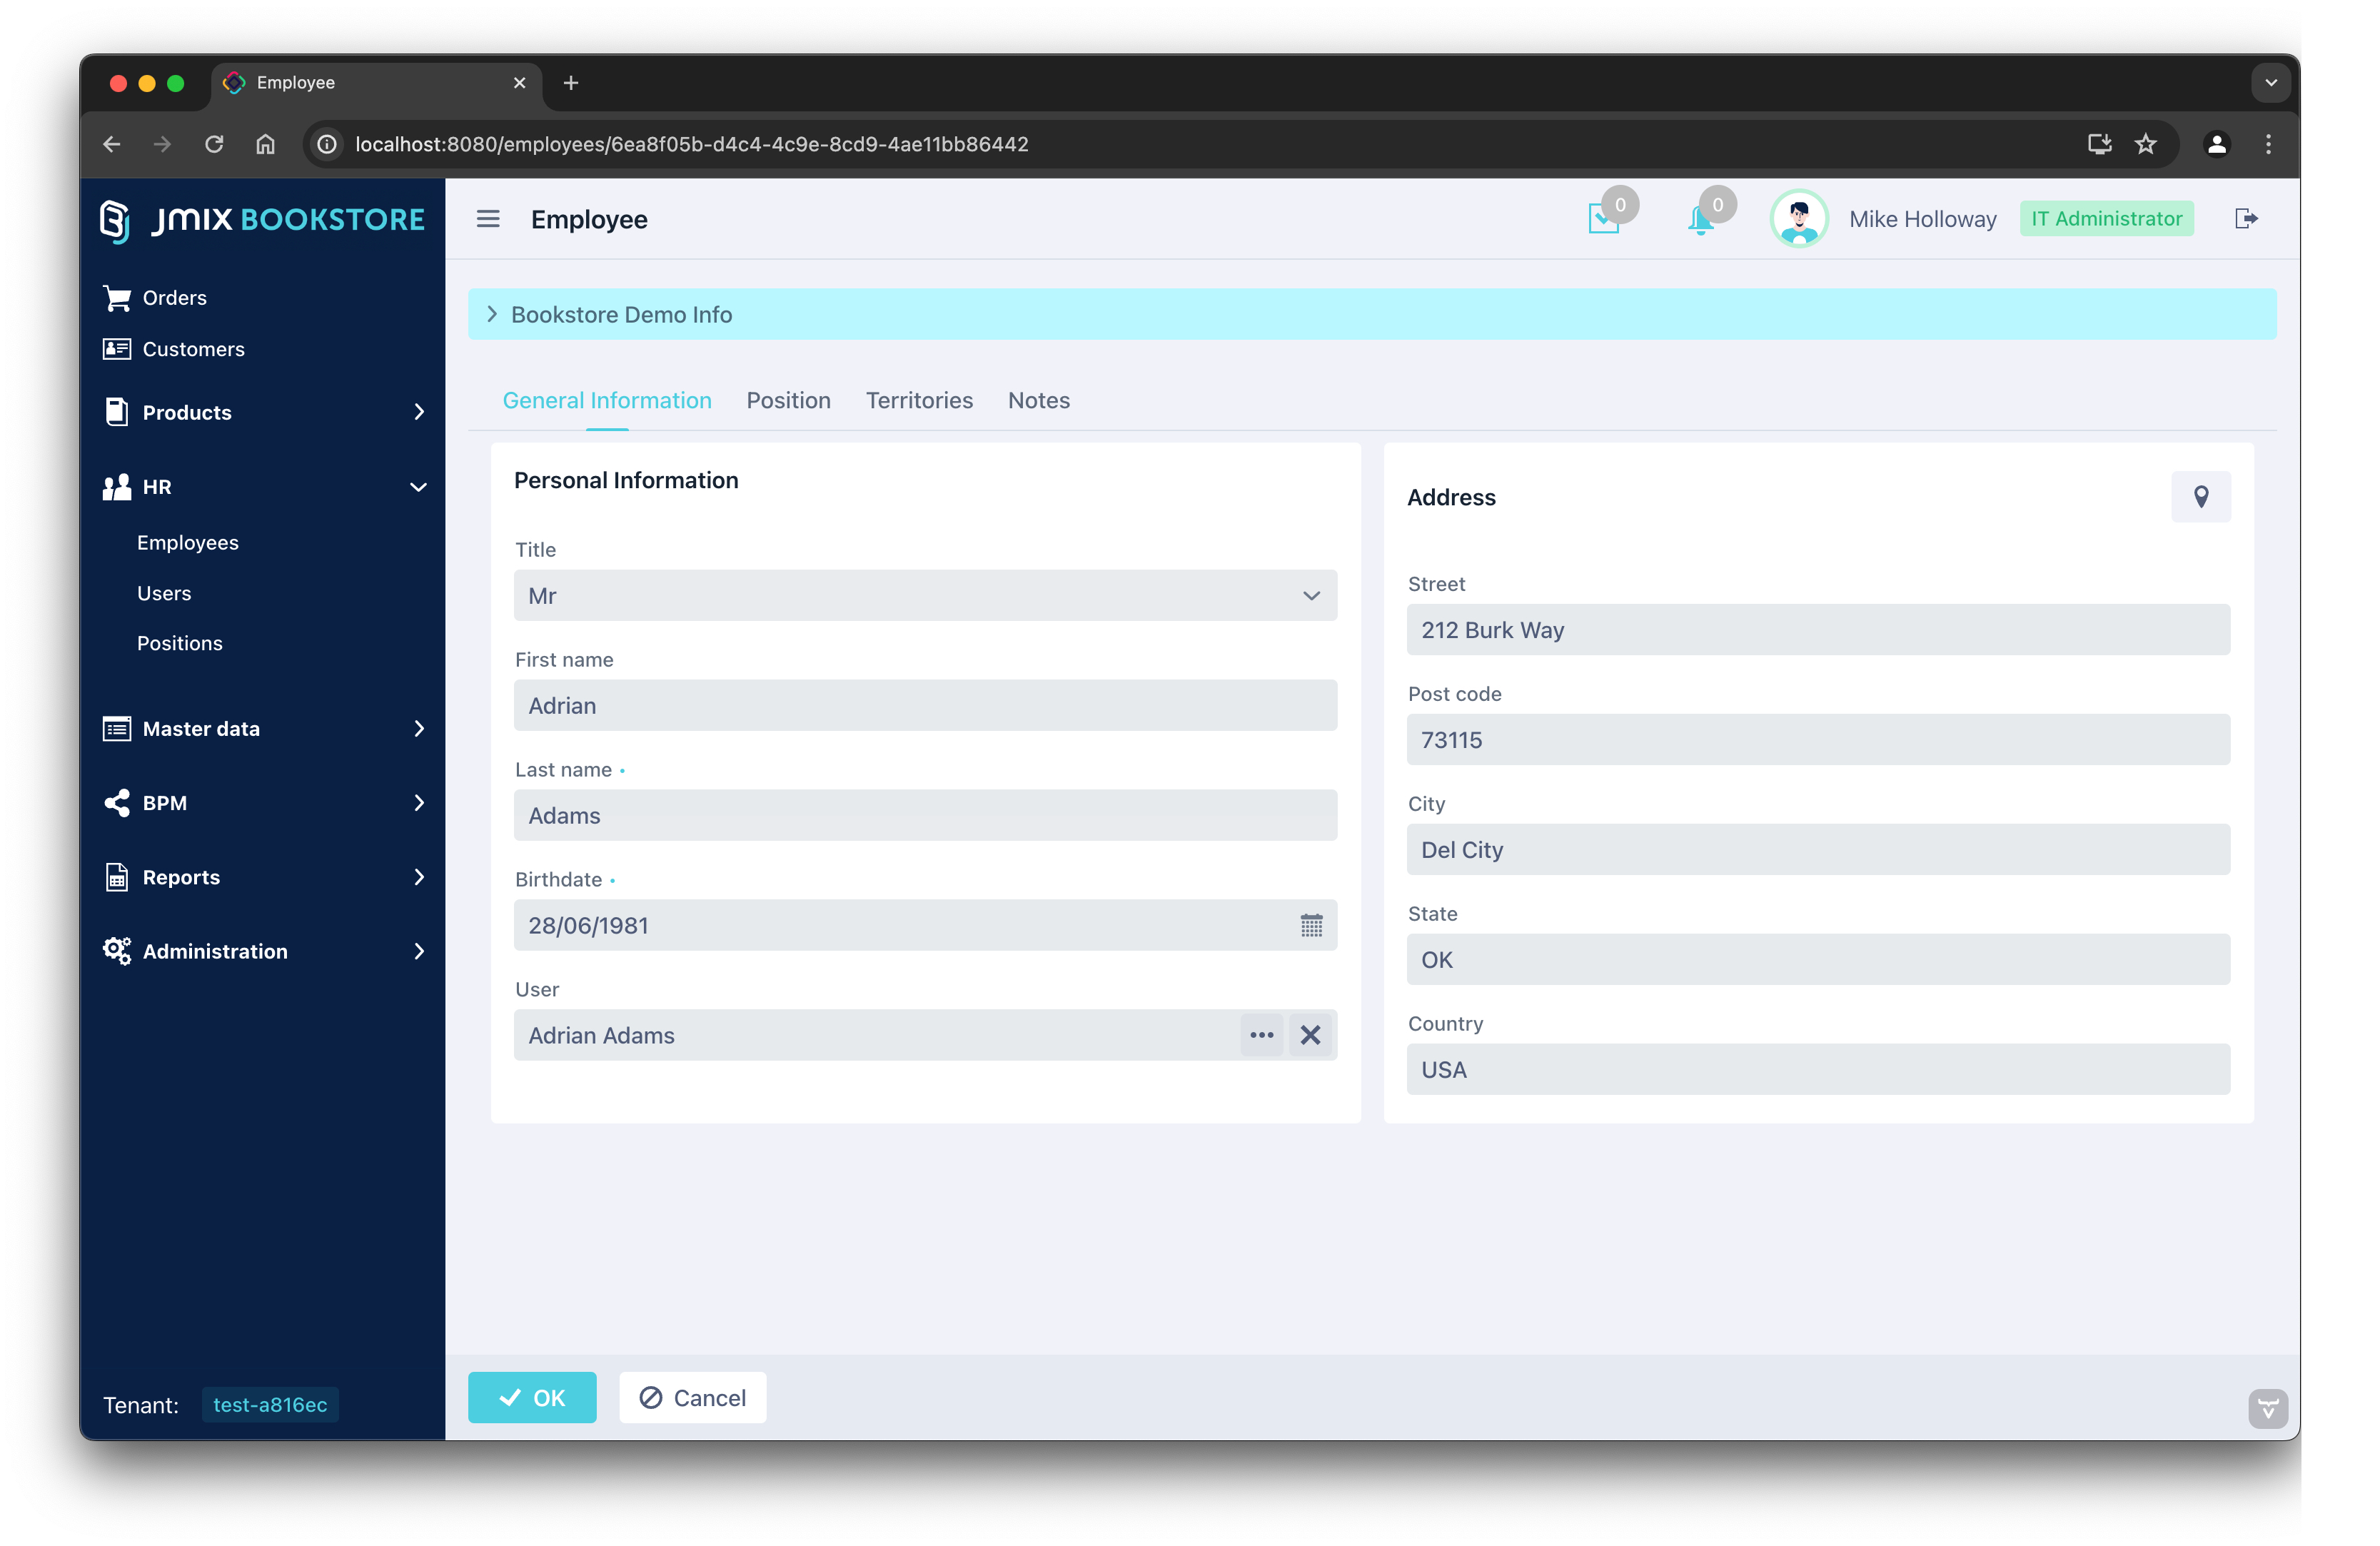 Employee
localhost:8080/employees/6ea8f05b-d4c4-4c9e-8cd9-4ae11bb86442
JMIX BOOKSTORE
Employee
0
0
Mike Holloway
IT Administrator
Orders
Customers
Products
HR
Employees
Users
Positions
Master data
BPM
Reports
Administration
Tenant: test-a816ec
Bookstore Demo Info
General Information Position Territories Notes
Personal Information
Title
Mr
First name
Adrian
Last name •
Adams
Birthdate •
28/06/1981
User
Adrian Adams
Address
Street
212 Burk Way
Post code
73115
City
Del City
State
OK
Country
USA
OK
Cancel